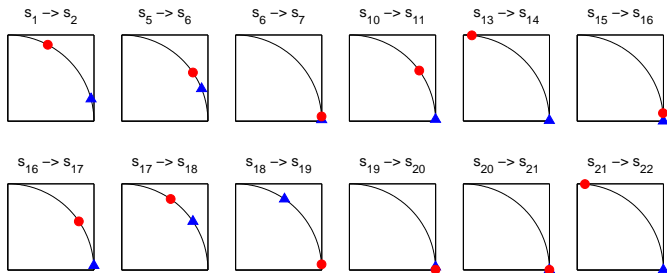 s1 –> s2
s5 –> s6
s6 –> s7
s10 –> s11
s13 –> s14
s15 –> s16
s16 –> s17
s17 –> s18
s18 –> s19
s19 –> s20
s20 –> s21
s21 –> s22